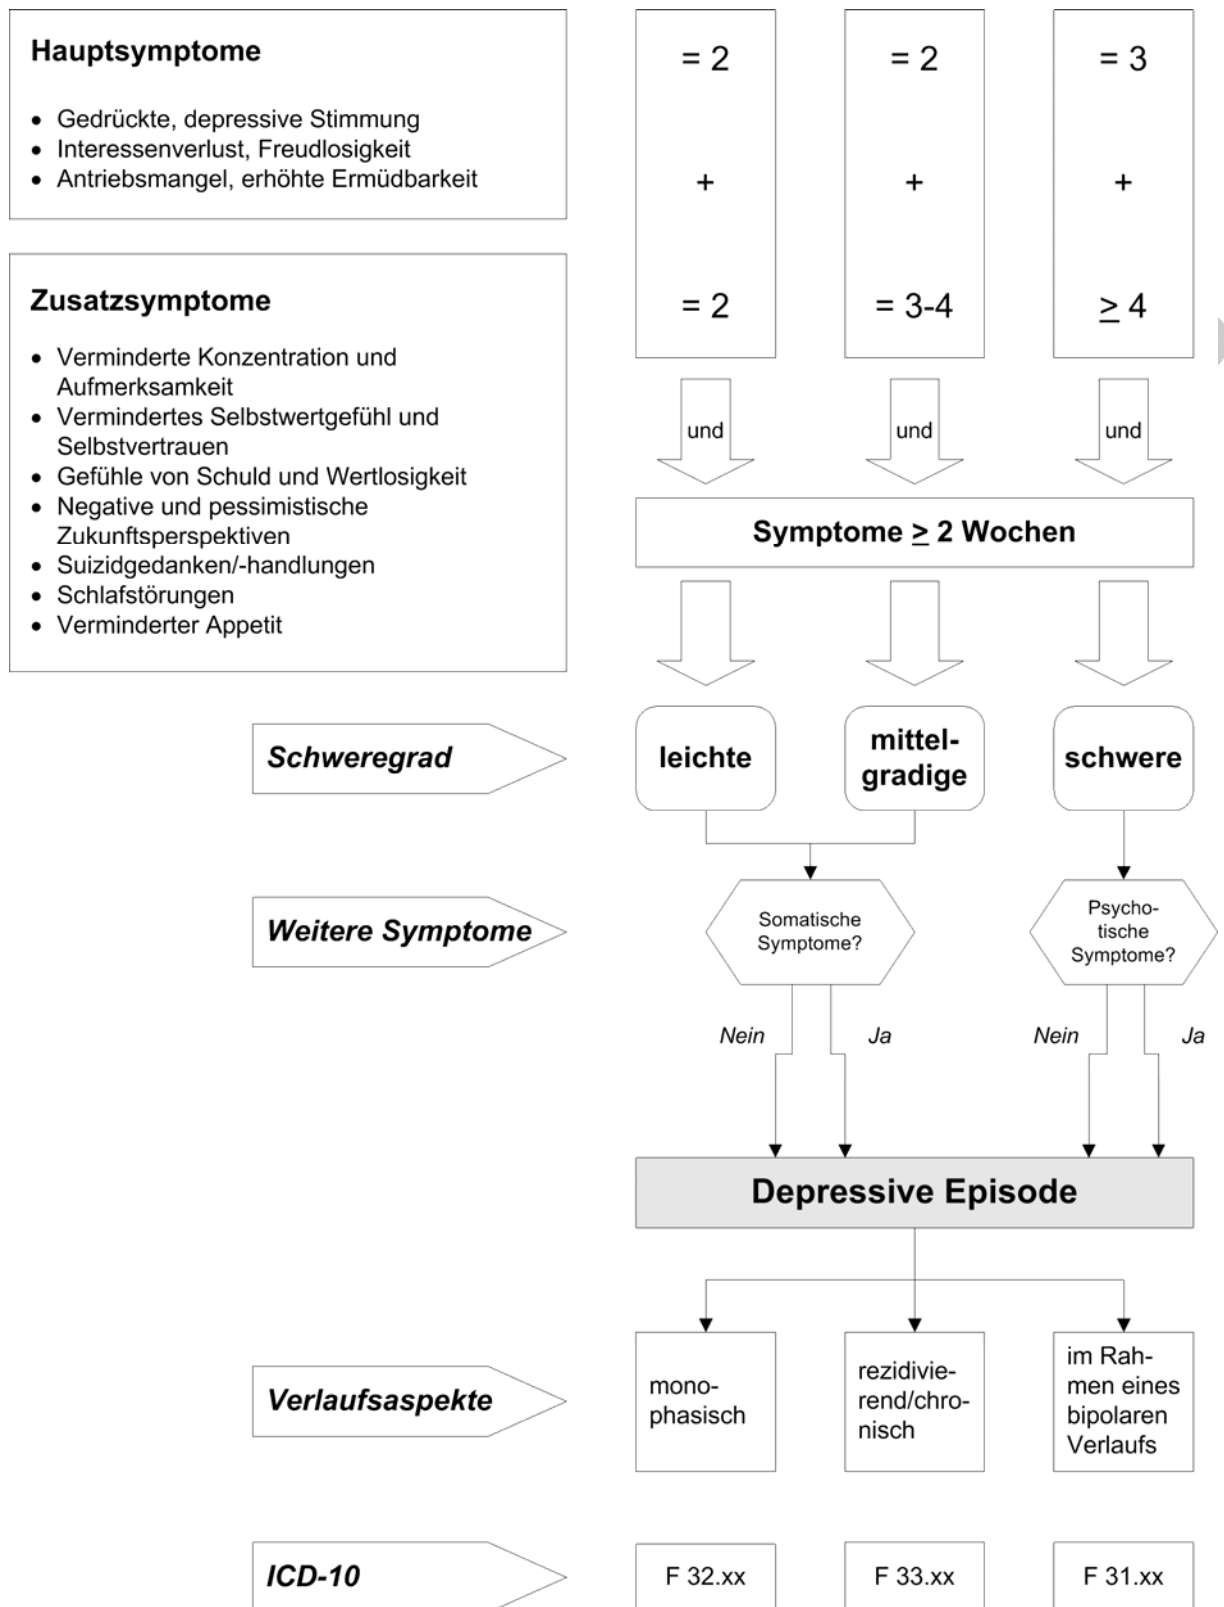 Hauptsymptome
• Gedrückte, depressive Stimmung
• Interessenverlust, Freudlosigkeit
• Antriebsmangel, erhöhte Ermüdbarkeit
= 2
= 2
= 3
+
+
+
Zusatzsymptome
• Verminderte Konzentration und
Aufmerksamkeit
• Vermindertes Selbstwertgefühl und
Selbstvertrauen
• Gefühle von Schuld und Wertlosigkeit
• Negative und pessimistische
Zukunftsperspektiven
• Suizidgedanken/-handlungen
• Schlafstörungen
• Verminderter Appetit
= 2
= 3-4
≥ 4
und
und
und
Symptome ≥ 2 Wochen
Schweregrad
leichte
mittel-
gradige
schwere
Weitere Symptome
Somatische
Symptome?
Psycho-
tische
Symptome?
Nein
Ja
Nein
Ja
Depressive Episode
Verlaufsaspekte
mono-
phasisch
rezidivie-
rend/chro-
nisch
im Rah-
men eines
bipolaren
Verlaufs
ICD-10
F 32.xx
F 33.xx
F 31.xx